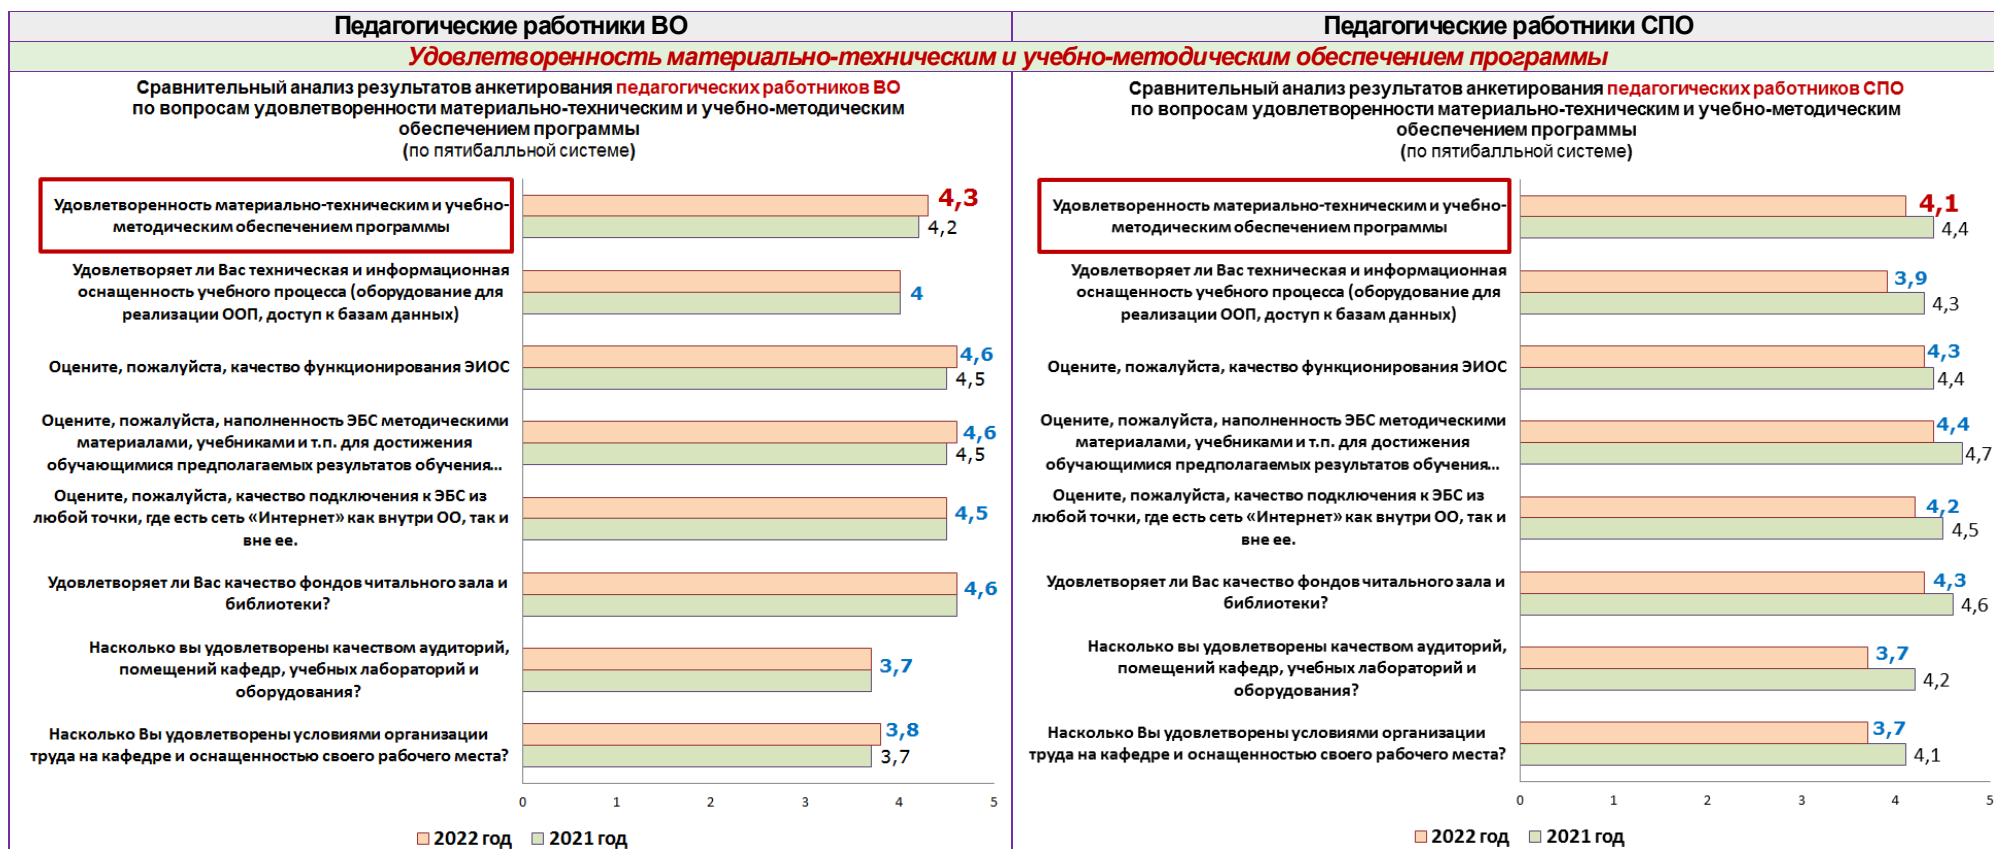 Педагогические работники ВО
Педагогические работники СПО
Удовлетворенность материально-техническим и учебно-методическим обеспечением программы
Сравнительный анализ результатов анкетирования педагогических работников ВО
по вопросам удовлетворенности материально-техническим и учебно-методическим
обеспечением программы
(по пятибалльной системе)
Удовлетворенность материально-техническим и учебно-
методическим обеспечением программы
4,3
4,2
Удовлетворяет ли Вас техническая и информационная
оснащенность учебного процесса (оборудование для
реализации ООП, доступ к базам данных)
4
Оцените, пожалуйста, качество функционирования ЭИОС
4,6
4,5
Оцените, пожалуйста, наполненность ЭБС методическими
материалами, учебниками и т.п. для достижения
обучающимися предполагаемых результатов обучения...
4,6
4,5
Оцените, пожалуйста, качество подключения к ЭБС из
любой точки, где есть сеть «Интернет» как внутри ОО, так и
вне ее.
4,5
Удовлетворяет ли Вас качество фондов читального зала и
библиотеки?
4,6
Насколько вы удовлетворены качеством аудиторий,
помещений кафедр, учебных лабораторий и
оборудования?
3,7
Насколько Вы удовлетворены условиями организации
труда на кафедре и оснащенностью своего рабочего места?
3,8
3,7
0 1 2 3 4 5
2022 год 2021 год
Сравнительный анализ результатов анкетирования педагогических работников СПО
по вопросам удовлетворенности материально-техническим и учебно-методическим
обеспечением программы
(по пятибалльной системе)
Удовлетворенность материально-техническим и учебно-
методическим обеспечением программы
4,1
4,4
Удовлетворяет ли Вас техническая и информационная
оснащенность учебного процесса (оборудование для
реализации ООП, доступ к базам данных)
3,9
4,3
Оцените, пожалуйста, качество функционирования ЭИОС
4,3
4,4
Оцените, пожалуйста, наполненность ЭБС методическими
материалами, учебниками и т.п. для достижения
обучающимися предполагаемых результатов обучения...
4,4
4,7
Оцените, пожалуйста, качество подключения к ЭБС из
любой точки, где есть сеть «Интернет» как внутри ОО, так и
вне ее.
4,2
4,5
Удовлетворяет ли Вас качество фондов читального зала и
библиотеки?
4,3
4,6
Насколько вы удовлетворены качеством аудиторий,
помещений кафедр, учебных лабораторий и
оборудования?
3,7
4,2
Насколько Вы удовлетворены условиями организации
труда на кафедре и оснащенностью своего рабочего места?
3,7
4,1
0 1 2 3 4 5
2022 год 2021 год